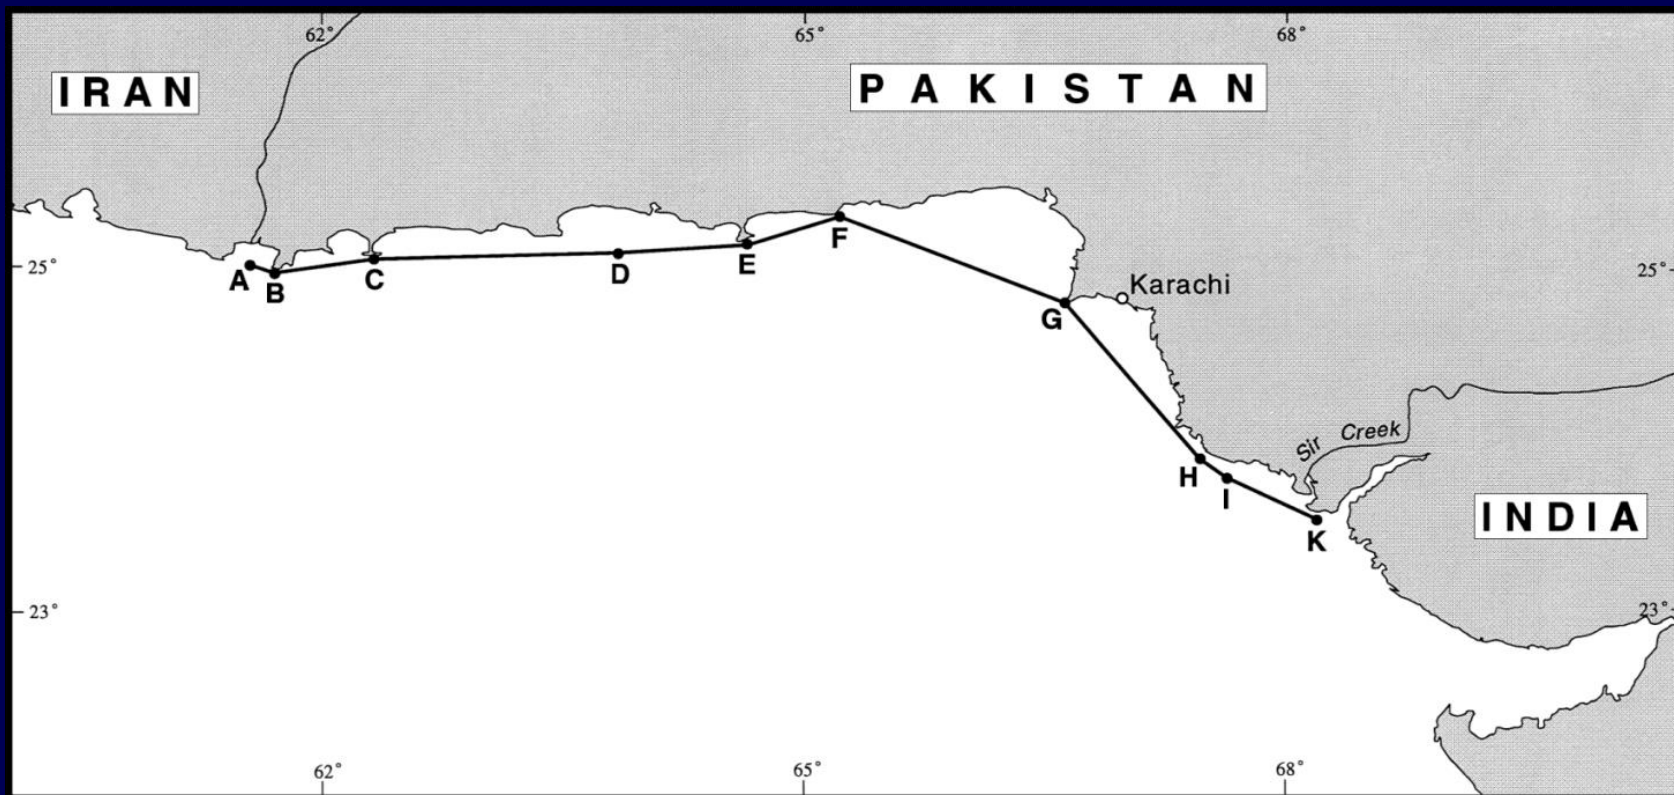 62° 65° 68°
IRAN PAKISTAN
25° 25°
A B C D E F
Karachi
G
Sir Creek
H I
INDIA
K
23° 23°
62° 65° 68°